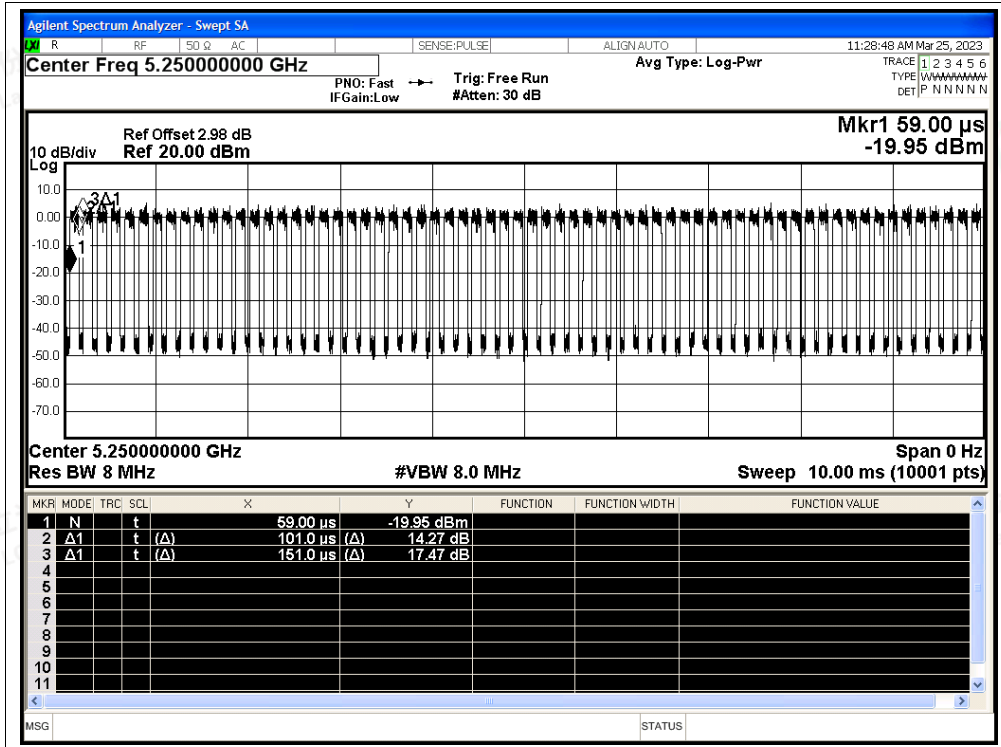 Agilent Spectrum Analyzer - Swept SA
LXI R RF 50 Ω AC SENSE:PULSE ALIGN AUTO 11:28:48 AM Mar 25, 2023
Center Freq 5.250000000 GHz Avg Type: Log-Pwr TRACE 1 2 3 4 5 6
PNO: Fast Trig: Free Run TYPE WWWWWW
IFGain:Low #Atten: 30 dB DET P N N N N N
Ref Offset 2.98 dB Mkr1 59.00 µs
10 dB/div Ref 20.00 dBm -19.95 dBm
Log
10.0
3Δ1
0.00
-10.0
1
-20.0
-30.0
-40.0
-50.0
-60.0
-70.0
Center 5.250000000 GHz Span 0 Hz
Res BW 8 MHz #VBW 8.0 MHz Sweep 10.00 ms (10001 pts)
MKR MODE TRC SCL X Y FUNCTION FUNCTION WIDTH FUNCTION VALUE
1 N t 59.00 µs -19.95 dBm
2 Δ1 t (Δ) 101.0 µs (Δ) 14.27 dB
3 Δ1 t (Δ) 151.0 µs (Δ) 17.47 dB
4
5
6
7
8
9
10
11
MSG STATUS